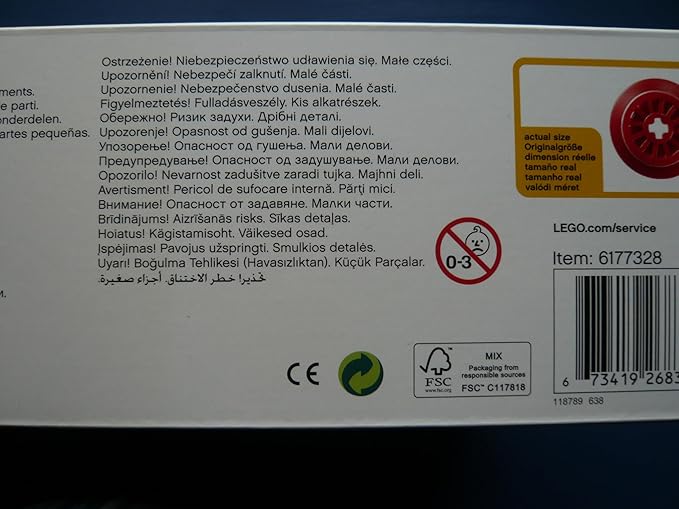 ments.
e parti.
onderdelen.
artes pequeñas.
и.
Ostrzeżenie! Niebezpieczeństwo udławienia się. Małe części.
Upozornění! Nebezpečí zalknutí. Malé části.
Upozornenie! Nebezpečenstvo dusenia. Malé časti.
Figyelmeztetés! Fulladásveszély. Kis alkatrészek.
Обережно! Ризик задухи. Дрібні деталі.
Upozorenje! Opasnost od gušenja. Mali dijelovi.
Упозорење! Опасност од гушења. Мали делови.
Предупредување! Опасност од задушување. Мали делови.
Opozorilo! Nevarnost zadušitve zaradi tujka. Majhni deli.
Avertisment! Pericol de sufocare internă. Părţi mici.
Внимание! Опасност от задавяне. Малки части.
Brīdinājums! Aizrīšanās risks. Sīkas detaļas.
Hoiatus! Kägistamisoht. Väikesed osad.
Įspėjimas! Pavojus užspringti. Smulkios detalės.
Uyarı! Boğulma Tehlikesi (Havasızlıktan). Küçük Parçalar.
تحذير! خطر الاختناق. أجزاء صغيرة.
0-3
CE
FSC
www.fsc.org
MIX
Packaging from
responsible sources
FSC™ C117818
actual size
Originalgröße
dimension réelle
tamaño real
tamanho real
valódi méret
LEGO.com/service
Item: 6177328
6 73419 2683
118789 638